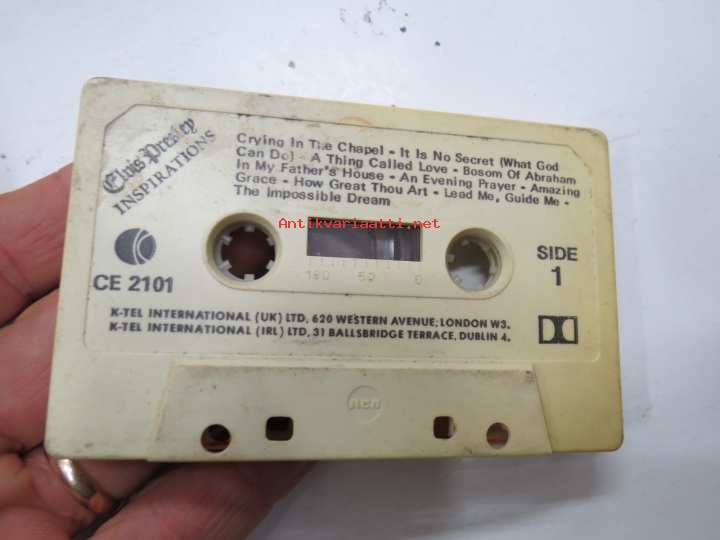 Elvis Presley
INSPIRATIONS
Crying In The Chapel - It Is No Secret (What God
Can Do) - A Thing Called Love - Bosom Of Abraham
In My Father's House - An Evening Prayer - Amazing
Grace - How Great Thou Art - Lead Me, Guide Me -
The Impossible Dream
Antikvariaatti.net
CE 2101
100 50 0
SIDE
1
K-TEL INTERNATIONAL (UK) LTD, 620 WESTERN AVENUE, LONDON W3.
K-TEL INTERNATIONAL (IRL) LTD, 31 BALLSBRIDGE TERRACE, DUBLIN 4.
RCA